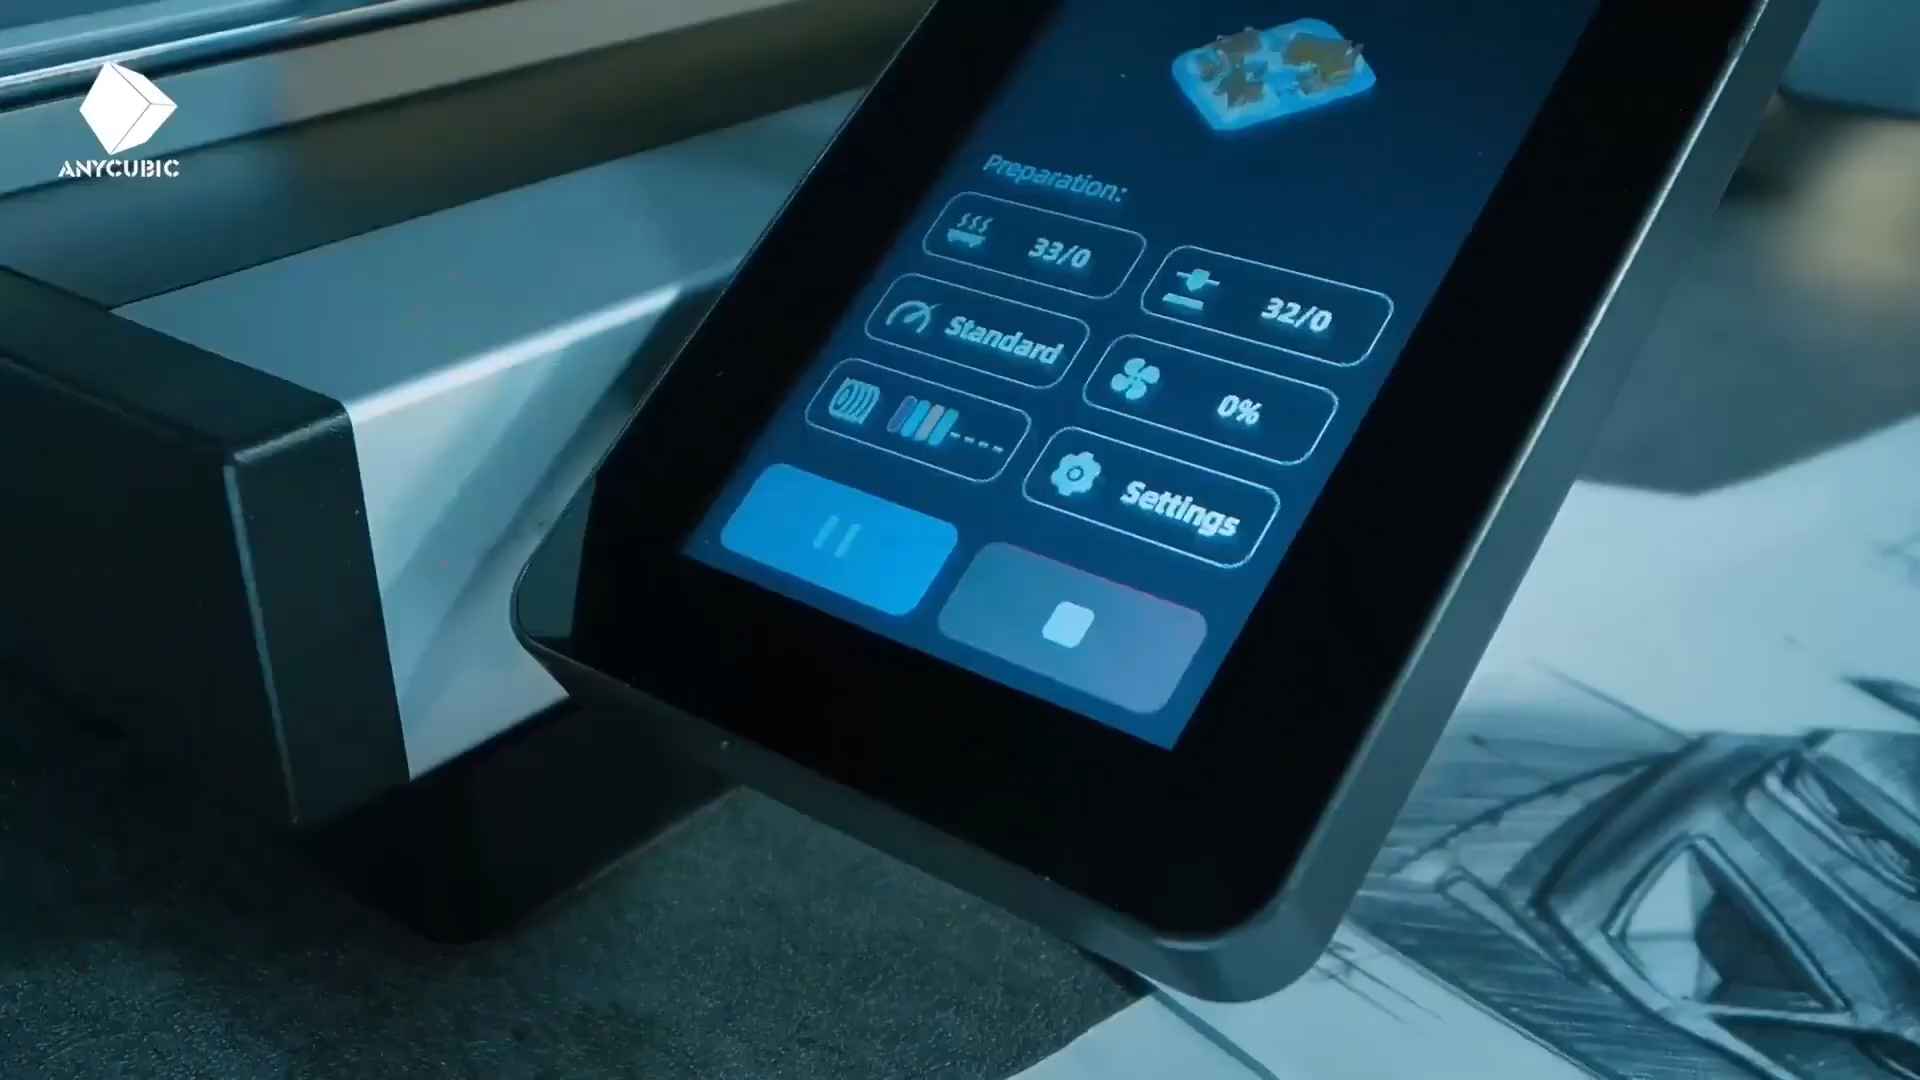 ANYCUBIC
Preparation:
33/0
32/0
Standard
0%
----
Settings